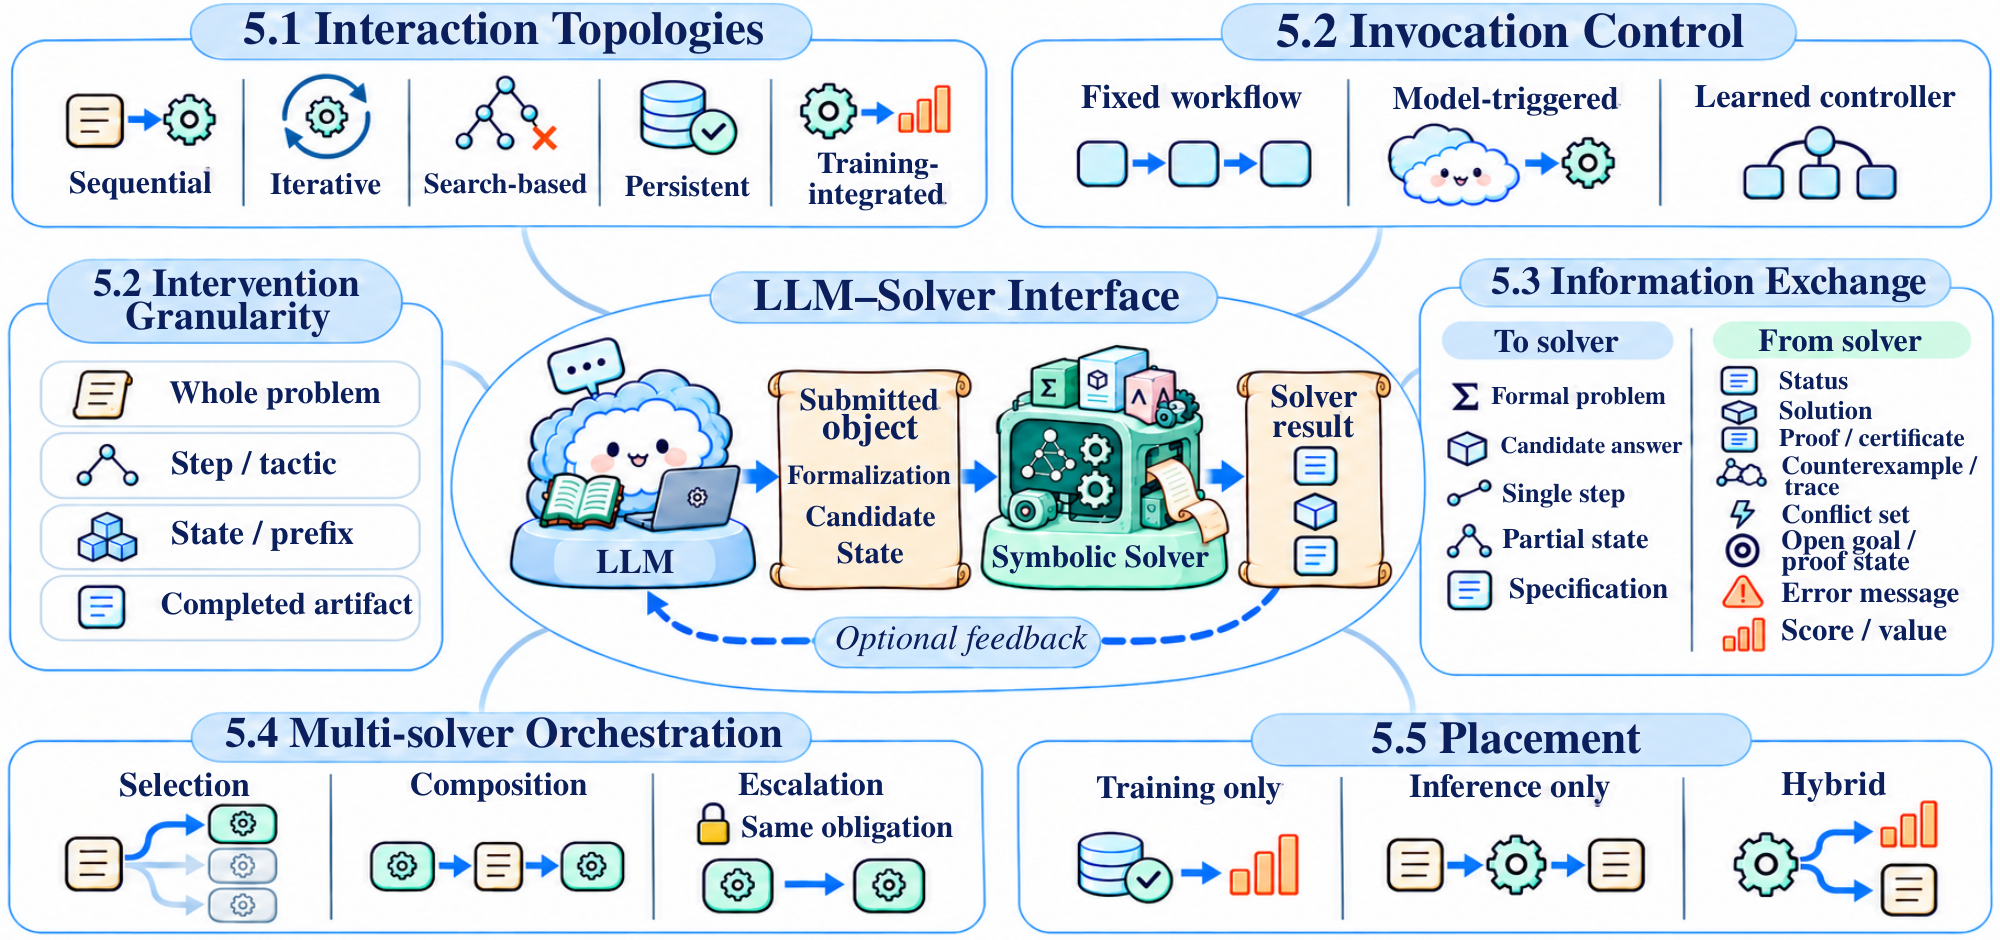 5.1 Interaction Topologies
Sequential
Iterative
Search-based
Persistent
Training-
integrated
5.2 Invocation Control
Fixed workflow
Model-triggered
Learned controller
5.2 Intervention
Granularity
Whole problem
Step / tactic
State / prefix
Completed artifact
LLM–Solver Interface
LLM
Submitted
object
Formalization
Candidate
State
Σ
Symbolic Solver
Solver
result
Optional feedback
5.3 Information Exchange
To solver
Σ Formal problem
Candidate answer
Single step
Partial state
Specification
From solver
Status
Solution
Proof / certificate
Counterexample /
trace
Conflict set
Open goal /
proof state
Error message
Score / value
5.4 Multi-solver Orchestration
Selection
Composition
Escalation
Same obligation
5.5 Placement
Training only
Inference only
Hybrid